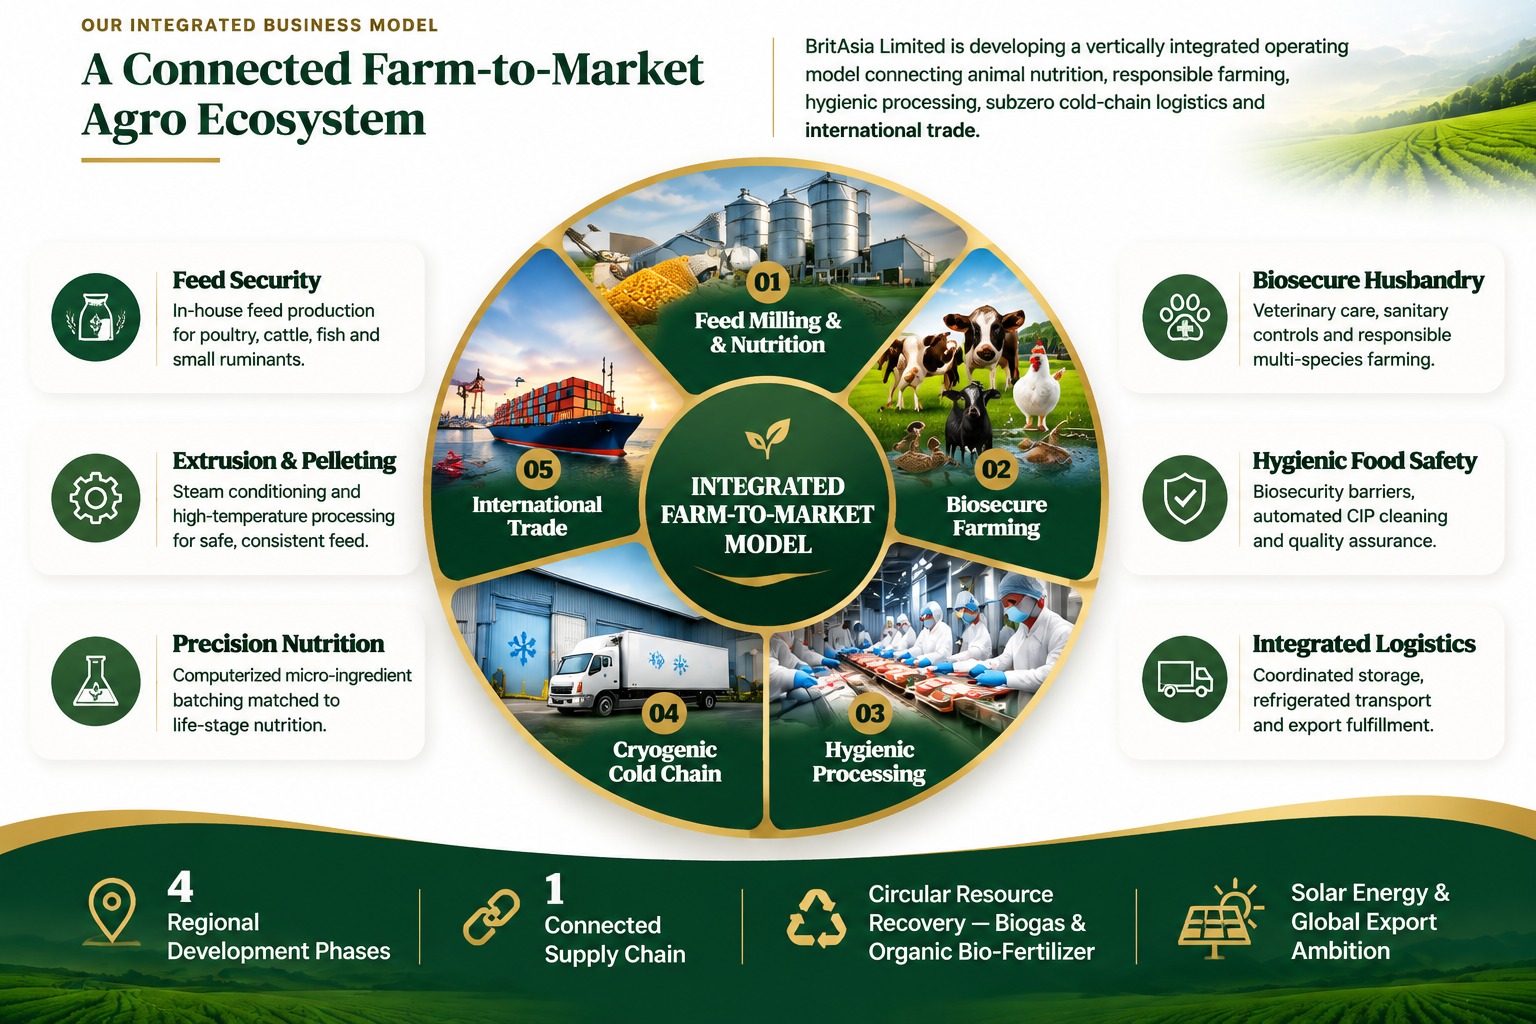 OUR INTEGRATED BUSINESS MODEL
A Connected Farm-to-Market
Agro Ecosystem
BritAsia Limited is developing a vertically integrated operating
model connecting animal nutrition, responsible farming,
hygienic processing, subzero cold-chain logistics and
international trade.
Feed Security
In-house feed production
for poultry, cattle, fish and
small ruminants.
Extrusion & Pelleting
Steam conditioning and
high-temperature processing
for safe, consistent feed.
Precision Nutrition
Computerized micro-ingredient
batching matched to
life-stage nutrition.
01
Feed Milling &
& Nutrition
02
Biosecure
Farming
03
Hygienic
Processing
04
Cryogenic
Cold Chain
05
International
Trade
INTEGRATED
FARM-TO-MARKET
MODEL
Biosecure Husbandry
Veterinary care, sanitary
controls and responsible
multi-species farming.
Hygienic Food Safety
Biosecurity barriers,
automated CIP cleaning
and quality assurance.
Integrated Logistics
Coordinated storage,
refrigerated transport
and export fulfillment.
4
Regional
Development Phases
1
Connected
Supply Chain
Circular Resource
Recovery — Biogas &
Organic Bio-Fertilizer
Solar Energy &
Global Export
Ambition